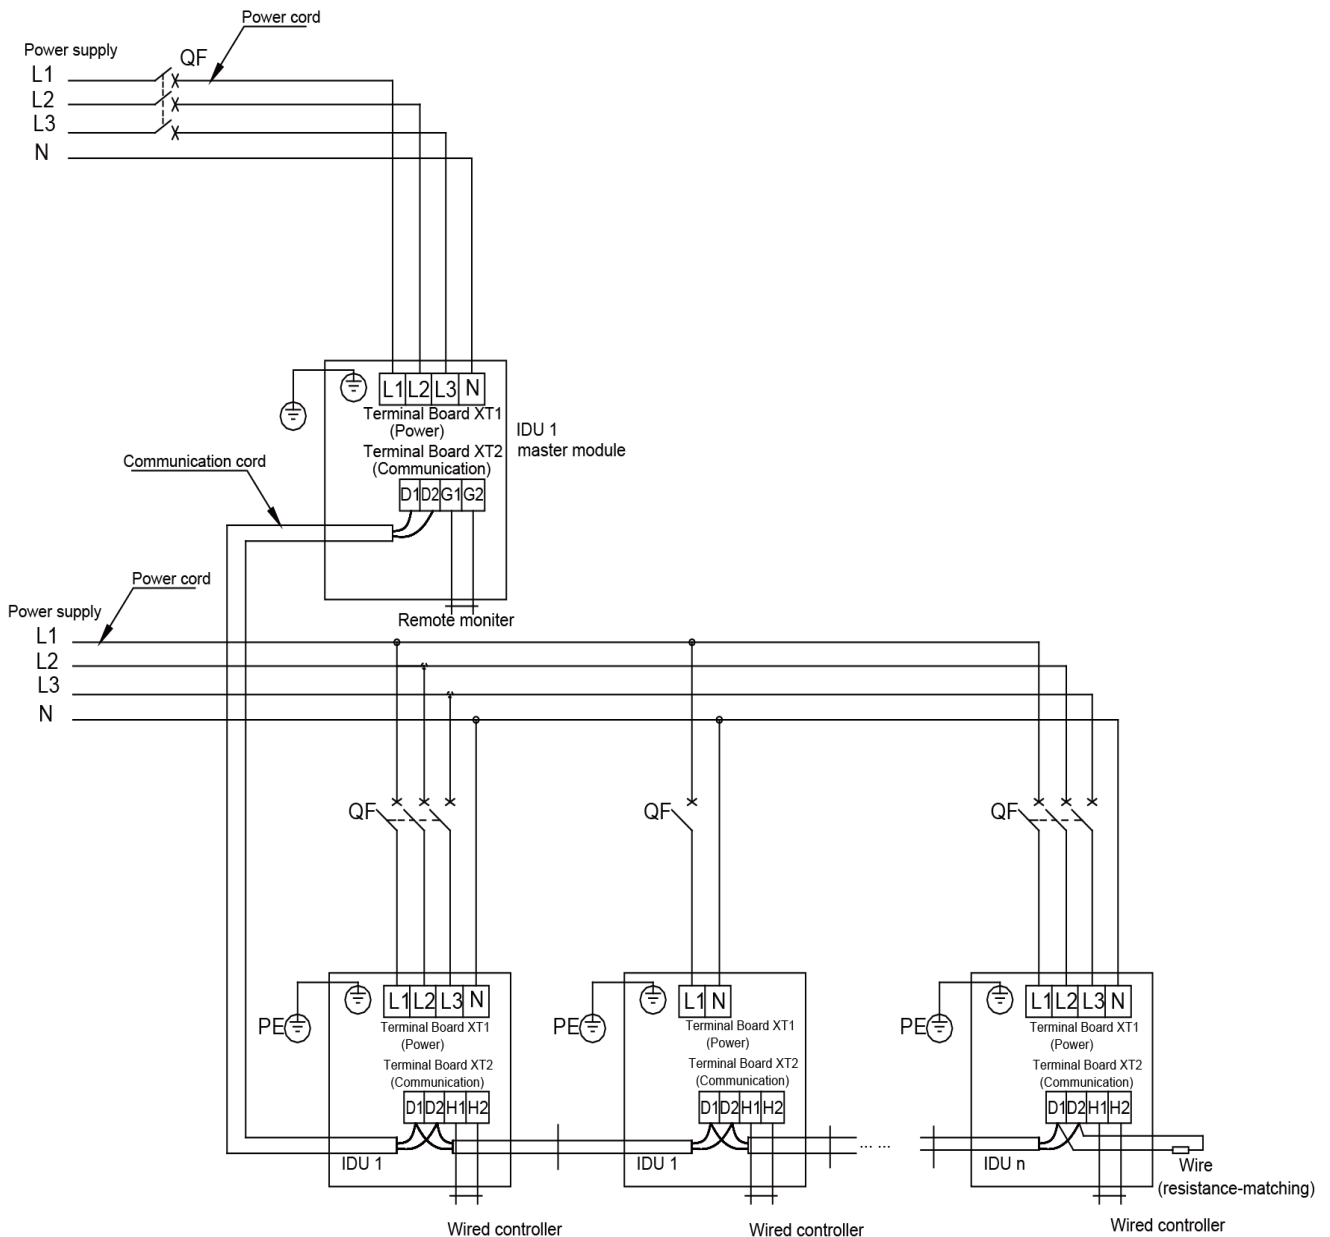 Power cord
Power supply
QF
L1
L2
L3
N
L1 L2 L3 N
Terminal Board XT1
(Power)
Terminal Board XT2
(Communication)
D1 D2 G1 G2
IDU 1
master module
Communication cord
Remote moniter
Power cord
Power supply
L1
L2
L3
N
QF
QF
QF
PE
L1 L2 L3 N
Terminal Board XT1
(Power)
Terminal Board XT2
(Communication)
D1 D2 H1 H2
IDU 1
Wired controller
PE
L1 N
Terminal Board XT1
(Power)
Terminal Board XT2
(Communication)
D1 D2 H1 H2
IDU 1
Wired controller
... ...
PE
L1 L2 L3 N
Terminal Board XT1
(Power)
Terminal Board XT2
(Communication)
D1 D2 H1 H2
IDU n
Wire
(resistance-matching)
Wired controller